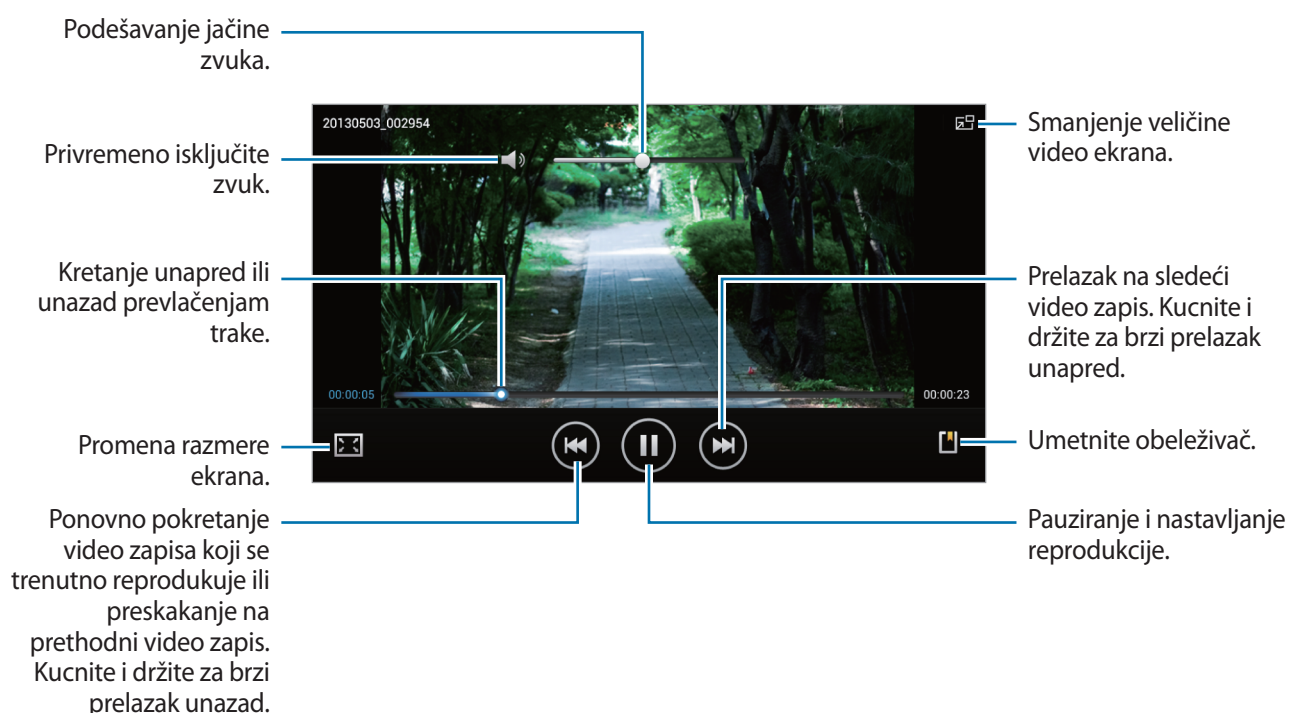 Podešavanje jačine
zvuka.
20130503_002954
Privremeno isključite
zvuk.
Smanjenje veličine
video ekrana.
Kretanje unapred ili
unazad prevlačenjam
trake.
Prelazak na sledeći
video zapis. Kucnite i
držite za brzi prelazak
unapred.
00:00:05
00:00:23
Promena razmere
ekrana.
Umetnite obeleživač.
Ponovno pokretanje
video zapisa koji se
trenutno reprodukuje ili
preskakanje na
prethodni video zapis.
Kucnite i držite za brzi
prelazak unazad.
Pauziranje i nastavljanje
reprodukcije.